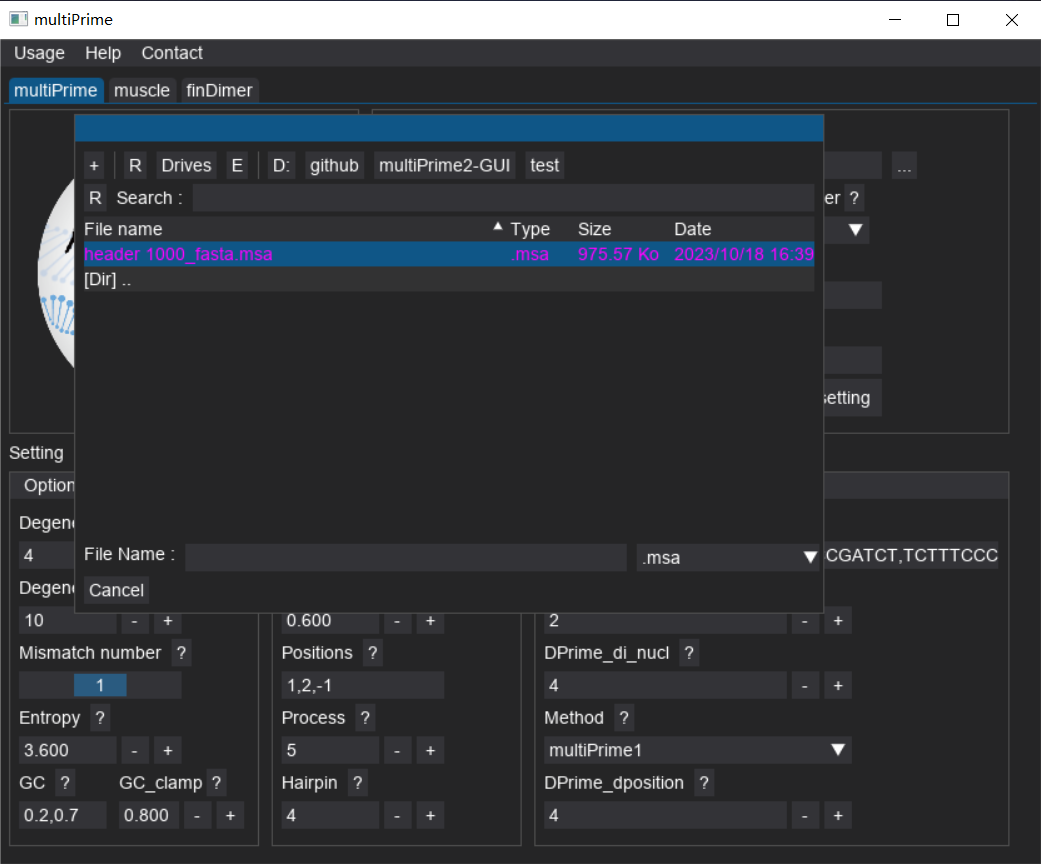 multiPrime
Usage Help Contact
multiPrime muscle finDimer
+ R Drives E D: github multiPrime2-GUI test ...
R Search : er ?
File name Type Size Date
header 1000_fasta.msa .msa 975.57 Ko 2023/10/18 16:39
[Dir] ..
setting
Setting
Option
Degene
4 File Name : .msa CGATCT,TCTTTCCC
Degene Cancel
10 - + 0.600 - + 2 - +
Mismatch number ? Positions ? DPrime_di_nucl ?
1 1,2,-1 4 - +
Entropy ? Process ? Method ?
3.600 - + 5 - + multiPrime1
GC ? GC_clamp ? Hairpin ? DPrime_dposition ?
0.2,0.7 0.800 - + 4 - + 4 - +